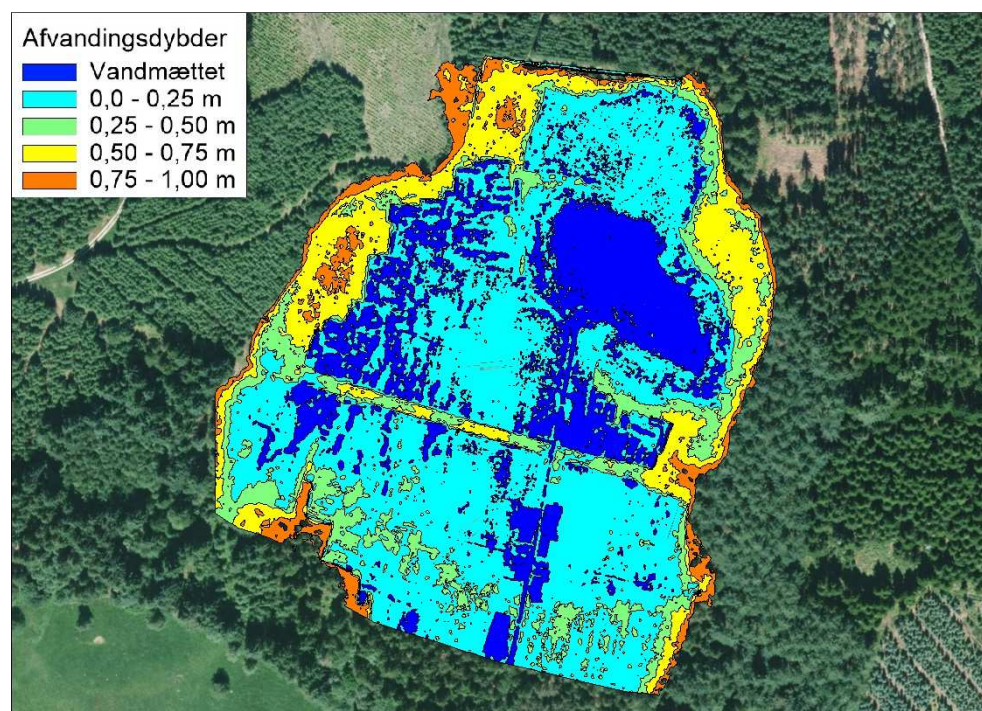 Afvandingsdybder
Vandmættet
0,0 - 0,25 m
0,25 - 0,50 m
0,50 - 0,75 m
0,75 - 1,00 m